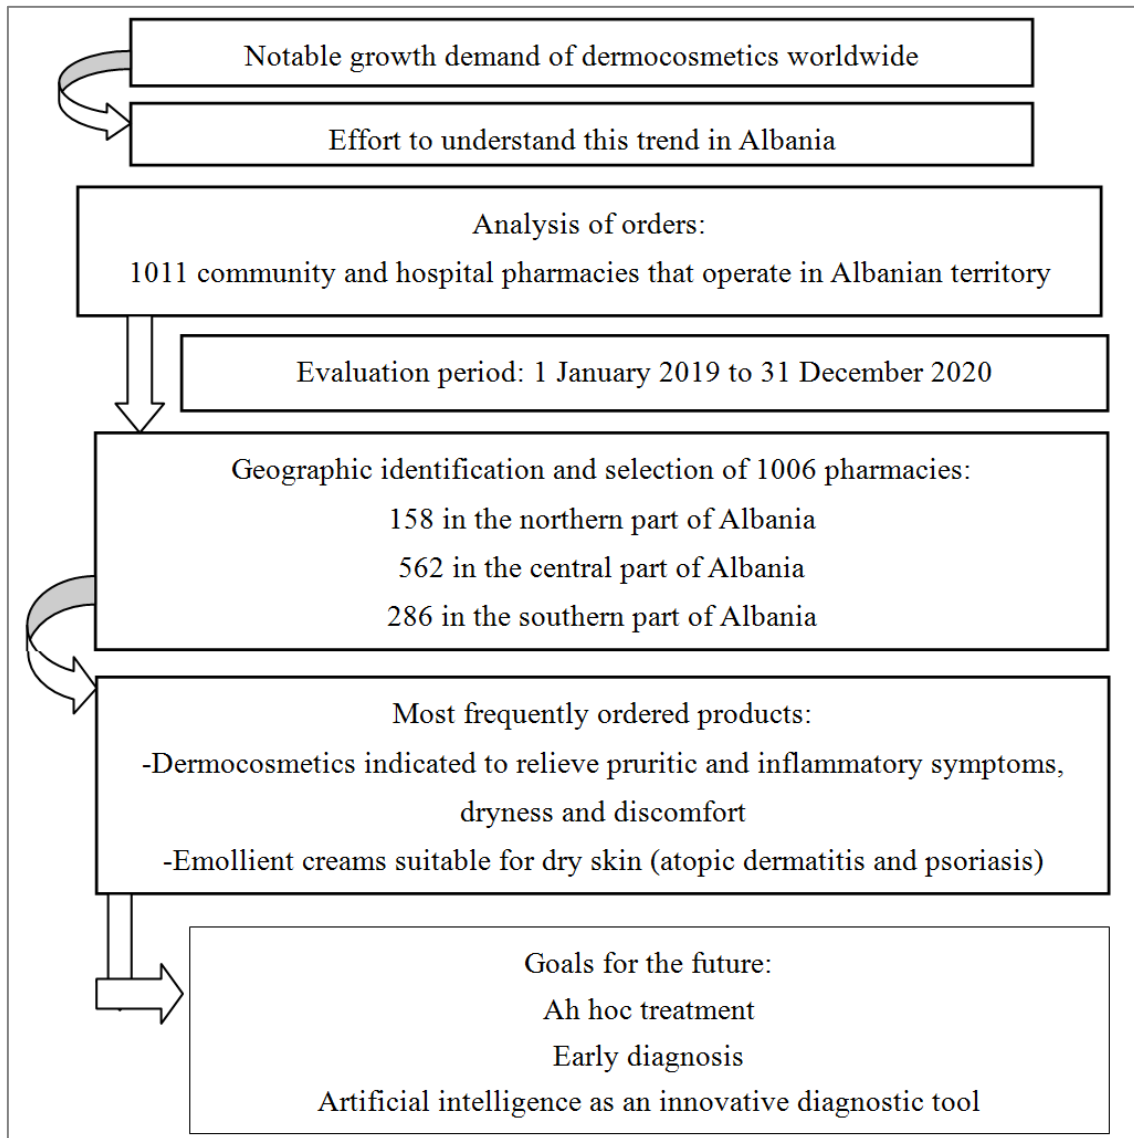 Notable growth demand of dermocosmetics worldwide
Effort to understand this trend in Albania
Analysis of orders:
1011 community and hospital pharmacies that operate in Albanian territory
Evaluation period: 1 January 2019 to 31 December 2020
Geographic identification and selection of 1006 pharmacies:
158 in the northern part of Albania
562 in the central part of Albania
286 in the southern part of Albania
Most frequently ordered products:
-Dermocosmetics indicated to relieve pruritic and inflammatory symptoms,
dryness and discomfort
-Emollient creams suitable for dry skin (atopic dermatitis and psoriasis)
Goals for the future:
Ah hoc treatment
Early diagnosis
Artificial intelligence as an innovative diagnostic tool